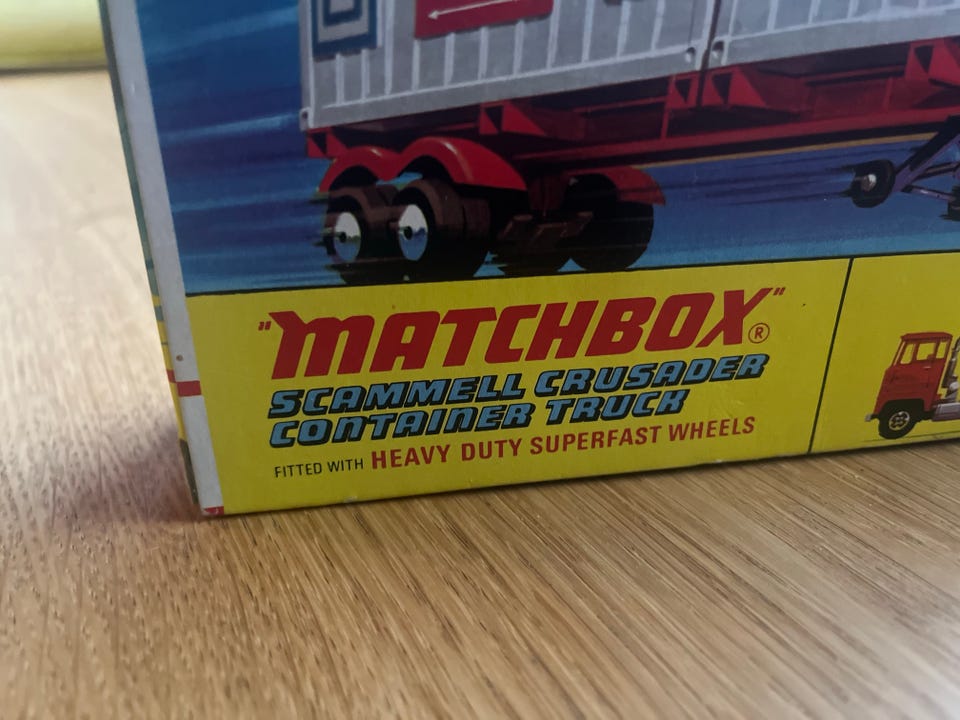 "MATCHBOX"®
SCAMMELL CRUSADER
CONTAINER TRUCK
FITTED WITH HEAVY DUTY SUPERFAST WHEELS